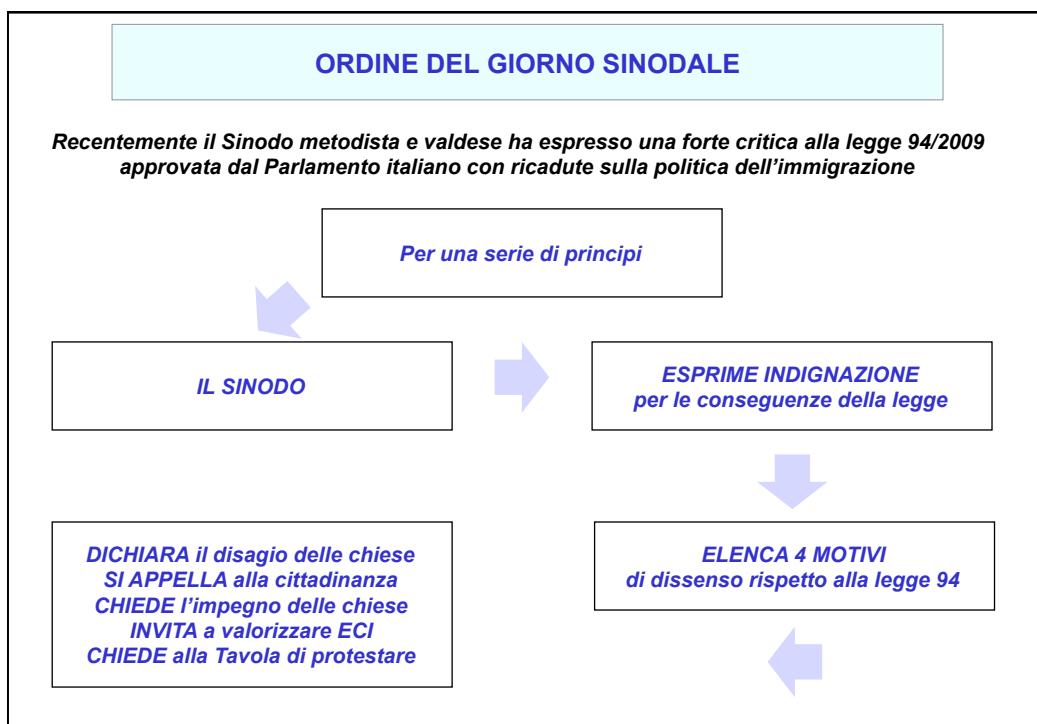 ORDINE DEL GIORNO SINODALE
Recentemente il Sinodo metodista e valdese ha espresso una forte critica alla legge 94/2009
approvata dal Parlamento italiano con ricadute sulla politica dell'immigrazione
Per una serie di principi
IL SINODO
ESPRIME INDIGNAZIONE
per le conseguenze della legge
ELENCA 4 MOTIVI
di dissenso rispetto alla legge 94
DICHIARA il disagio delle chiese
SI APPELLA alla cittadinanza
CHIEDE l'impegno delle chiese
INVITA a valorizzare ECI
CHIEDE alla Tavola di protestare